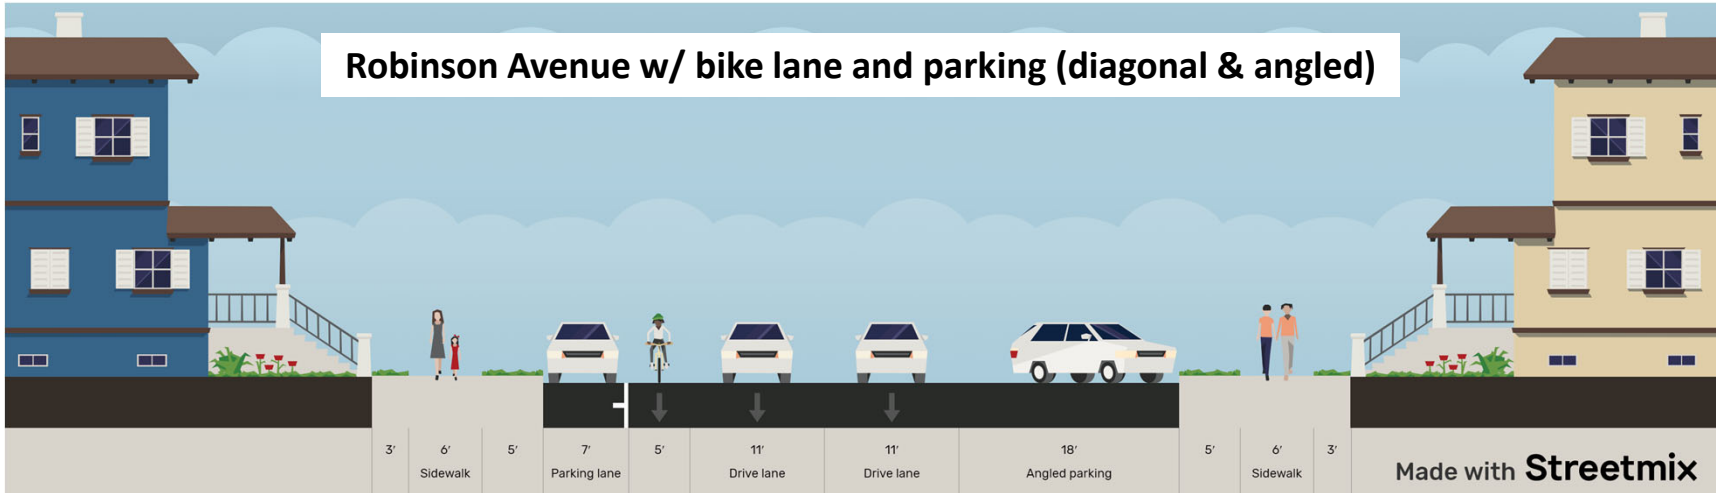 Robinson Avenue w/ bike lane and parking (diagonal & angled)
3′ 6′ 5′ 7′ 5′ 11′ 11′ 18′ 5′ 6′ 3′
Sidewalk Parking lane Drive lane Drive lane Angled parking Sidewalk
Made with Streetmix